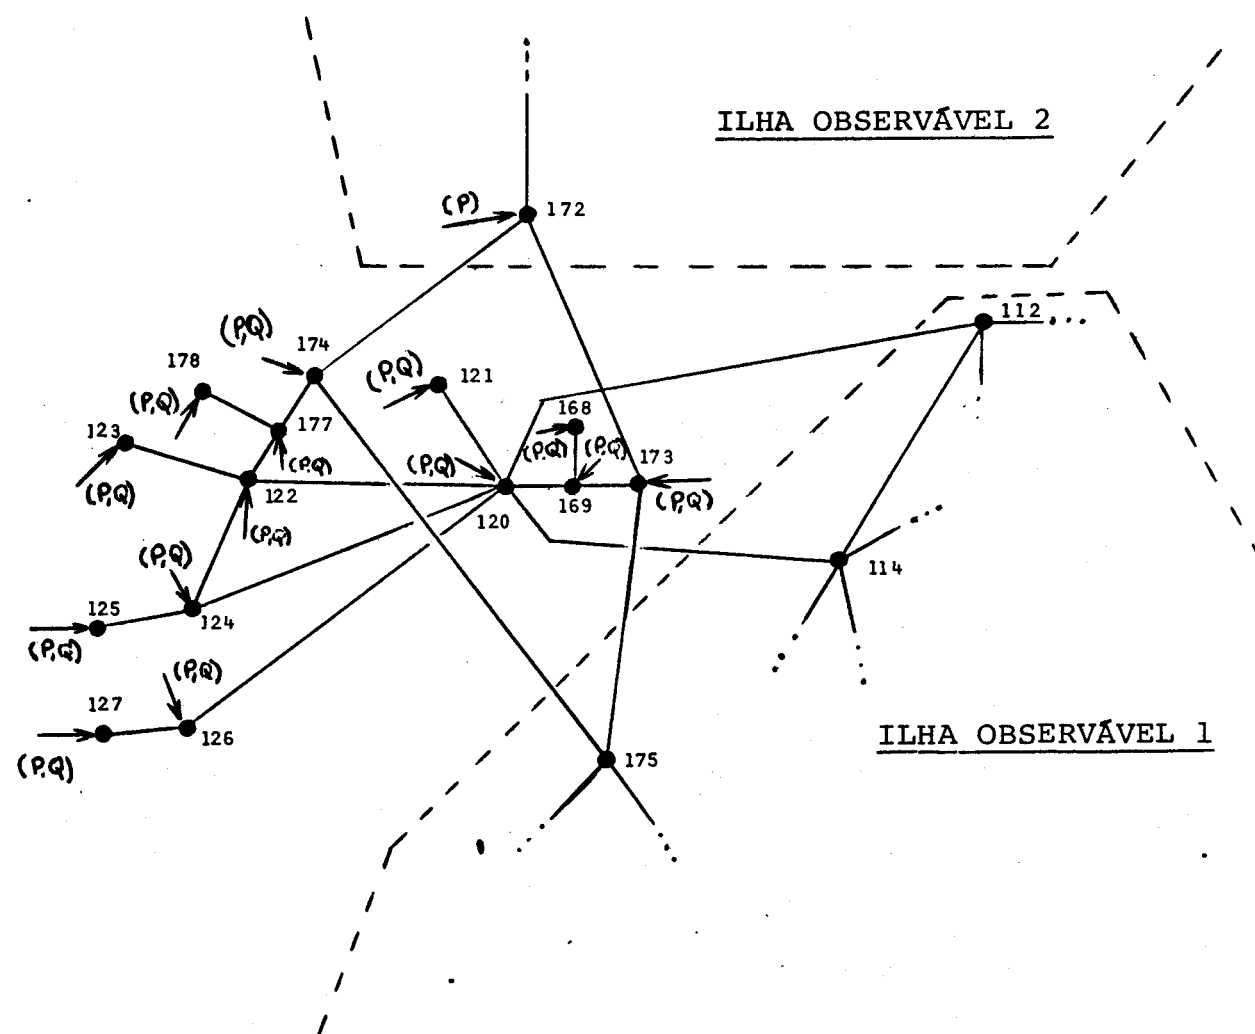 ILHA OBSERVÁVEL 2
(P)
172
112
(P,Q)
174
178
(P,Q)
121
(P,Q)
168
123
177
(P,Q)
(P,Q)
(P,Q)
173
(P,Q)
(P,Q)
122
120
169
(P,Q)
(P,Q)
(P,Q)
114
125
124
(P,Q)
(P,Q)
127
126
ILHA OBSERVÁVEL 1
(P,Q)
175